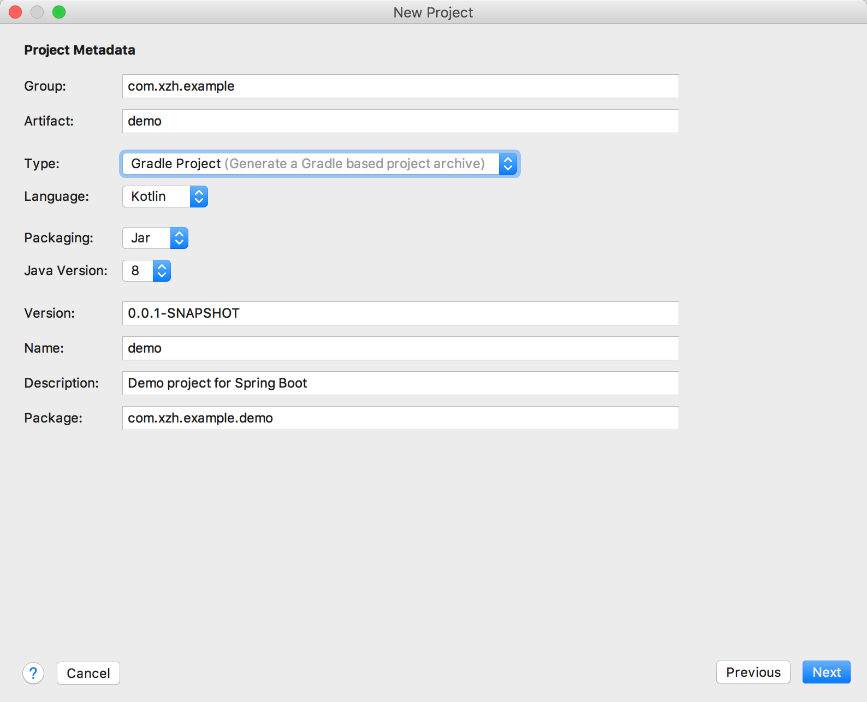 New Project
Project Metadata
Group: com.xzh.example
Artifact: demo
Type: Gradle Project (Generate a Gradle based project archive)
Language: Kotlin
Packaging: Jar
Java Version: 8
Version: 0.0.1-SNAPSHOT
Name: demo
Description: Demo project for Spring Boot
Package: com.xzh.example.demo
? Cancel Previous Next